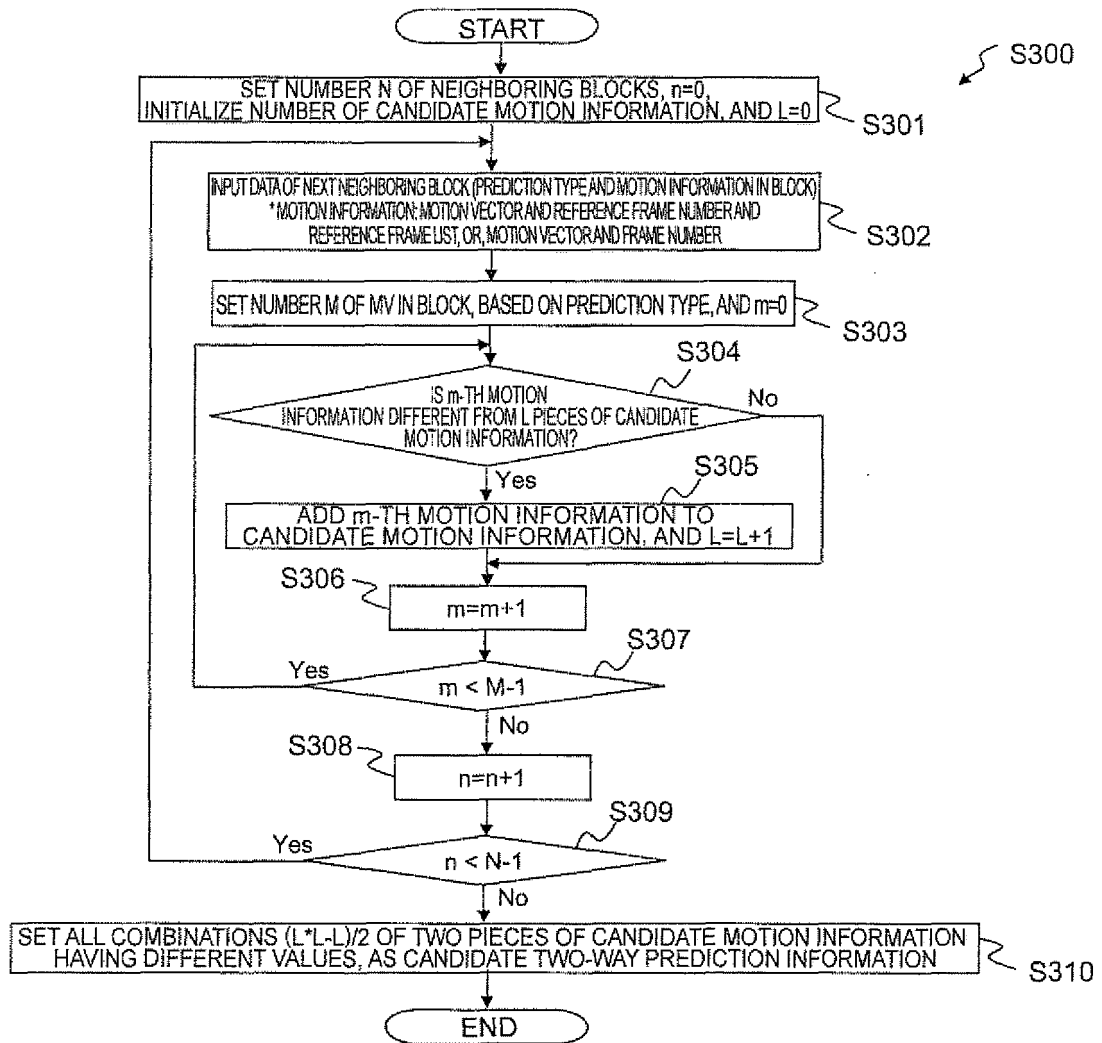 START
S300
SET NUMBER N OF NEIGHBORING BLOCKS, n=0,
INITIALIZE NUMBER OF CANDIDATE MOTION INFORMATION, AND L=0
S301
INPUT DATA OF NEXT NEIGHBORING BLOCK (PREDICTION TYPE AND MOTION INFORMATION IN BLOCK)
* MOTION INFORMATION: MOTION VECTOR AND REFERENCE FRAME NUMBER AND
REFERENCE FRAME LIST, OR, MOTION VECTOR AND FRAME NUMBER
S302
SET NUMBER M OF MV IN BLOCK, BASED ON PREDICTION TYPE, AND m=0
S303
S304
IS m-TH MOTION
INFORMATION DIFFERENT FROM L PIECES OF CANDIDATE
MOTION INFORMATION?
No
Yes
S305
ADD m-TH MOTION INFORMATION TO
CANDIDATE MOTION INFORMATION, AND L=L+1
S306
m=m+1
S307
Yes
m < M-1
No
S308
n=n+1
S309
Yes
n < N-1
No
SET ALL COMBINATIONS (L*L-L)/2 OF TWO PIECES OF CANDIDATE MOTION INFORMATION
HAVING DIFFERENT VALUES, AS CANDIDATE TWO-WAY PREDICTION INFORMATION
S310
END